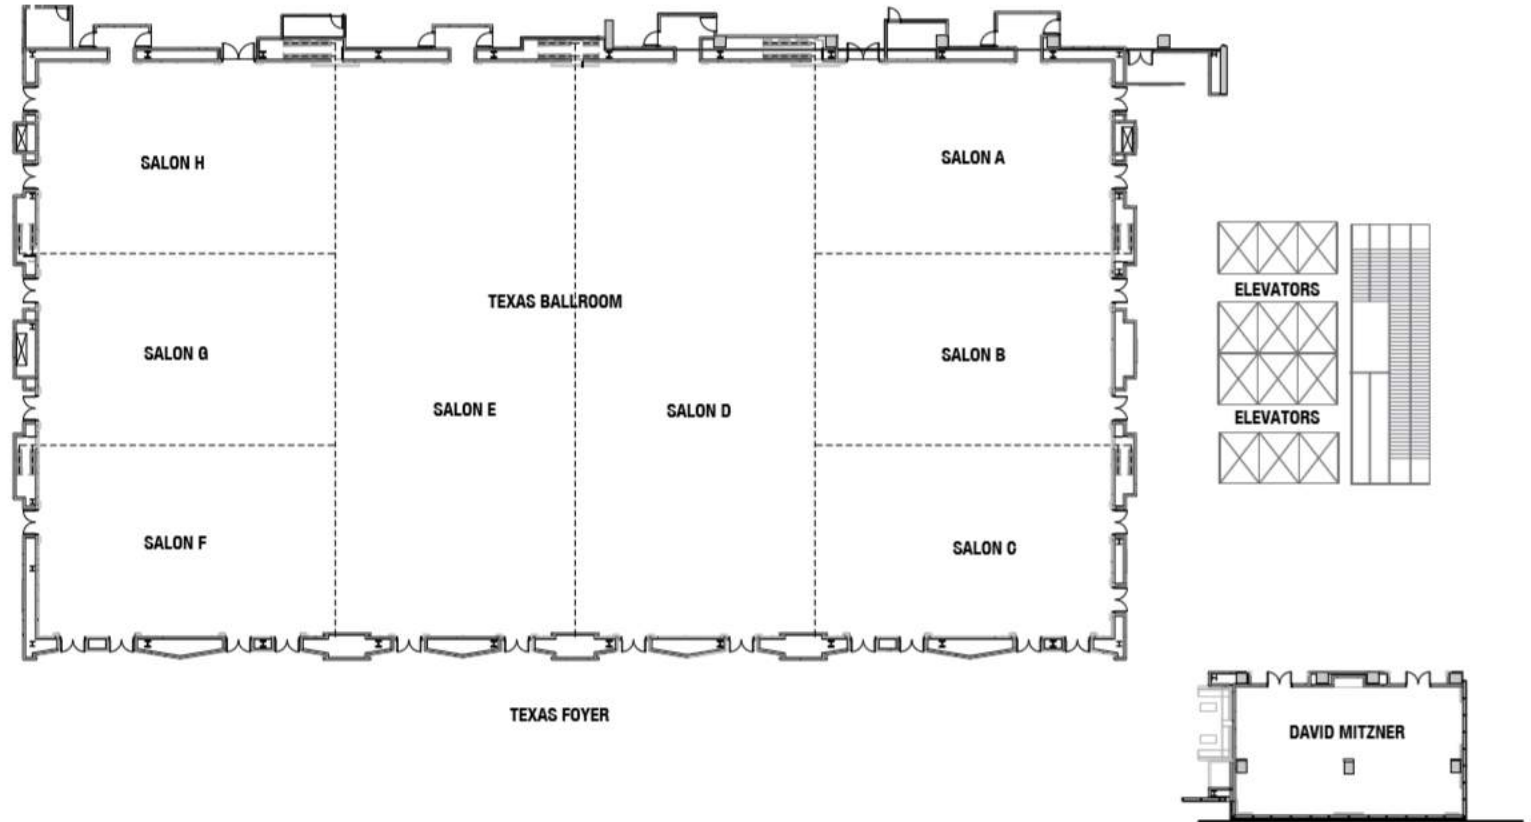 SALON H
SALON A
ELEVATORS
TEXAS BALLROOM
SALON G
SALON B
SALON E
SALON D
ELEVATORS
SALON F
SALON C
TEXAS FOYER
DAVID MITZNER